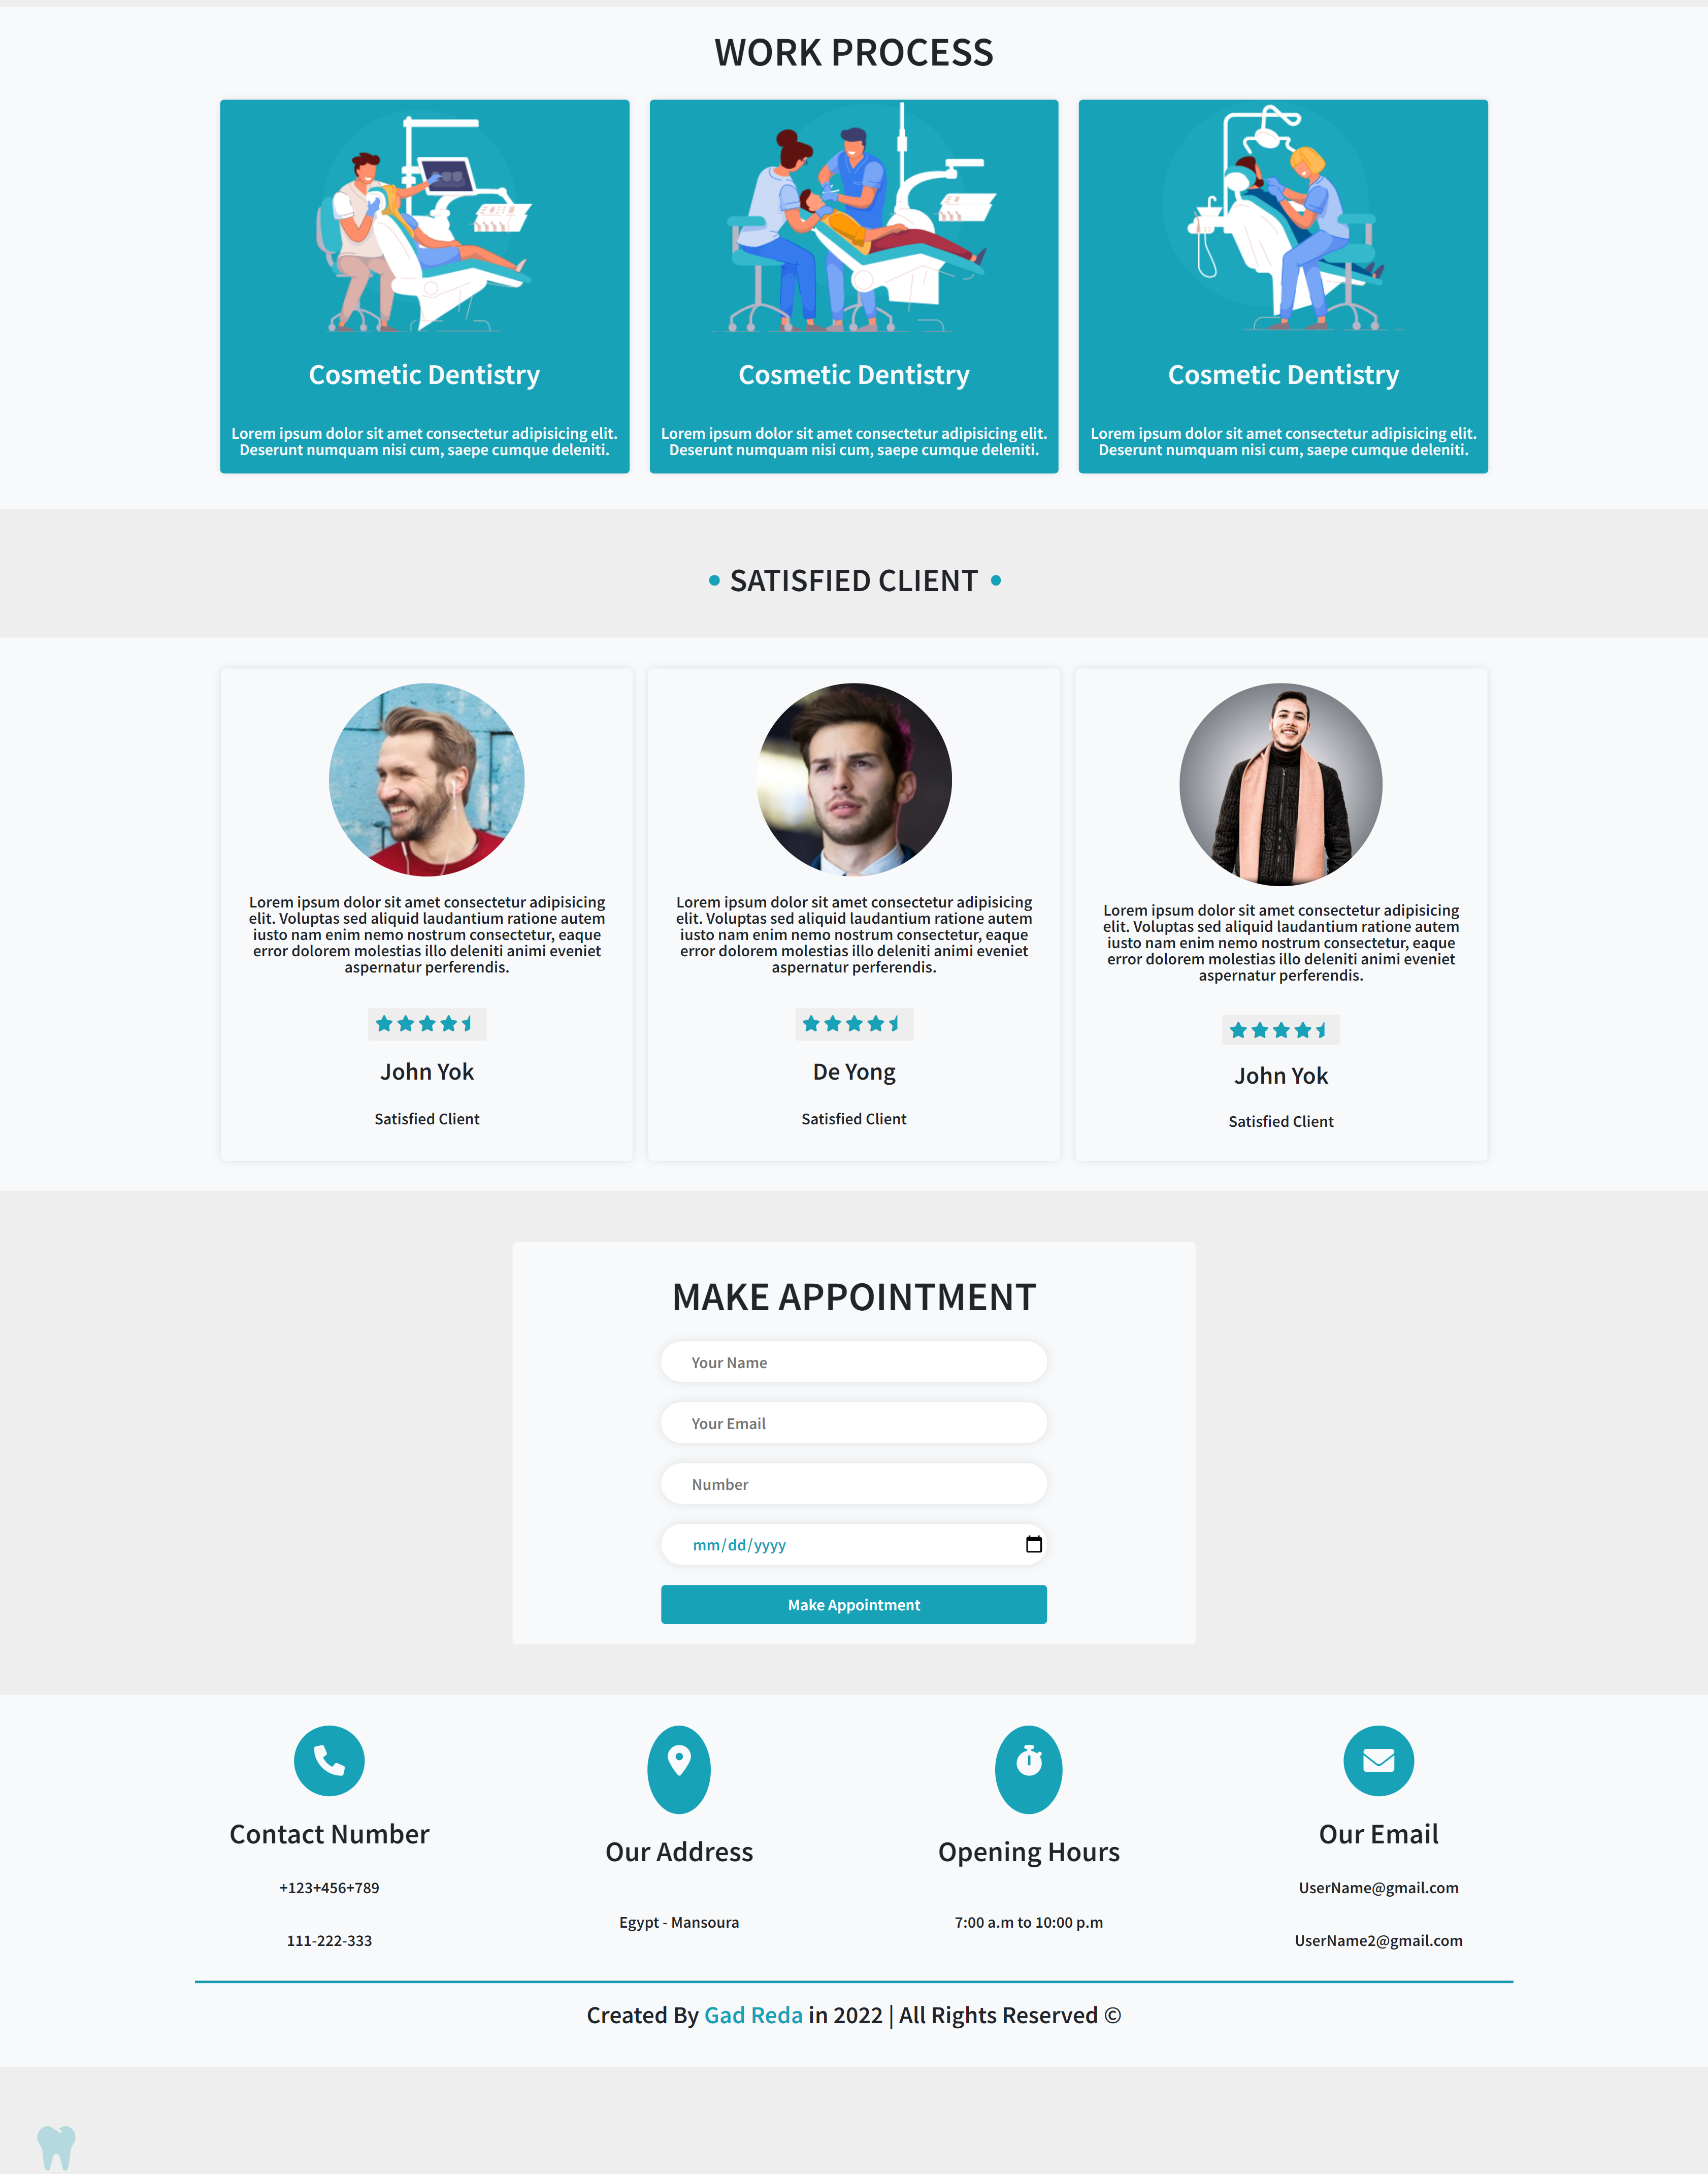 WORK PROCESS
Cosmetic Dentistry
Lorem ipsum dolor sit amet consectetur adipisicing elit.
Deserunt numquam nisi cum, saepe cumque deleniti.
Cosmetic Dentistry
Lorem ipsum dolor sit amet consectetur adipisicing elit.
Deserunt numquam nisi cum, saepe cumque deleniti.
Cosmetic Dentistry
Lorem ipsum dolor sit amet consectetur adipisicing elit.
Deserunt numquam nisi cum, saepe cumque deleniti.
SATISFIED CLIENT
Lorem ipsum dolor sit amet consectetur adipisicing
elit. Voluptas sed aliquid laudantium ratione autem
iusto nam enim nemo nostrum consectetur, eaque
error dolorem molestias illo deleniti animi eveniet
aspernatur perferendis.
John Yok
Satisfied Client
Lorem ipsum dolor sit amet consectetur adipisicing
elit. Voluptas sed aliquid laudantium ratione autem
iusto nam enim nemo nostrum consectetur, eaque
error dolorem molestias illo deleniti animi eveniet
aspernatur perferendis.
De Yong
Satisfied Client
Lorem ipsum dolor sit amet consectetur adipisicing
elit. Voluptas sed aliquid laudantium ratione autem
iusto nam enim nemo nostrum consectetur, eaque
error dolorem molestias illo deleniti animi eveniet
aspernatur perferendis.
John Yok
Satisfied Client
MAKE APPOINTMENT
Your Name
Your Email
Number
mm/dd/yyyy
Make Appointment
Contact Number
+123+456+789
111-222-333
Our Address
Egypt - Mansoura
Opening Hours
7:00 a.m to 10:00 p.m
Our Email
UserName@gmail.com
UserName2@gmail.com
Created By Gad Reda in 2022 | All Rights Reserved ©